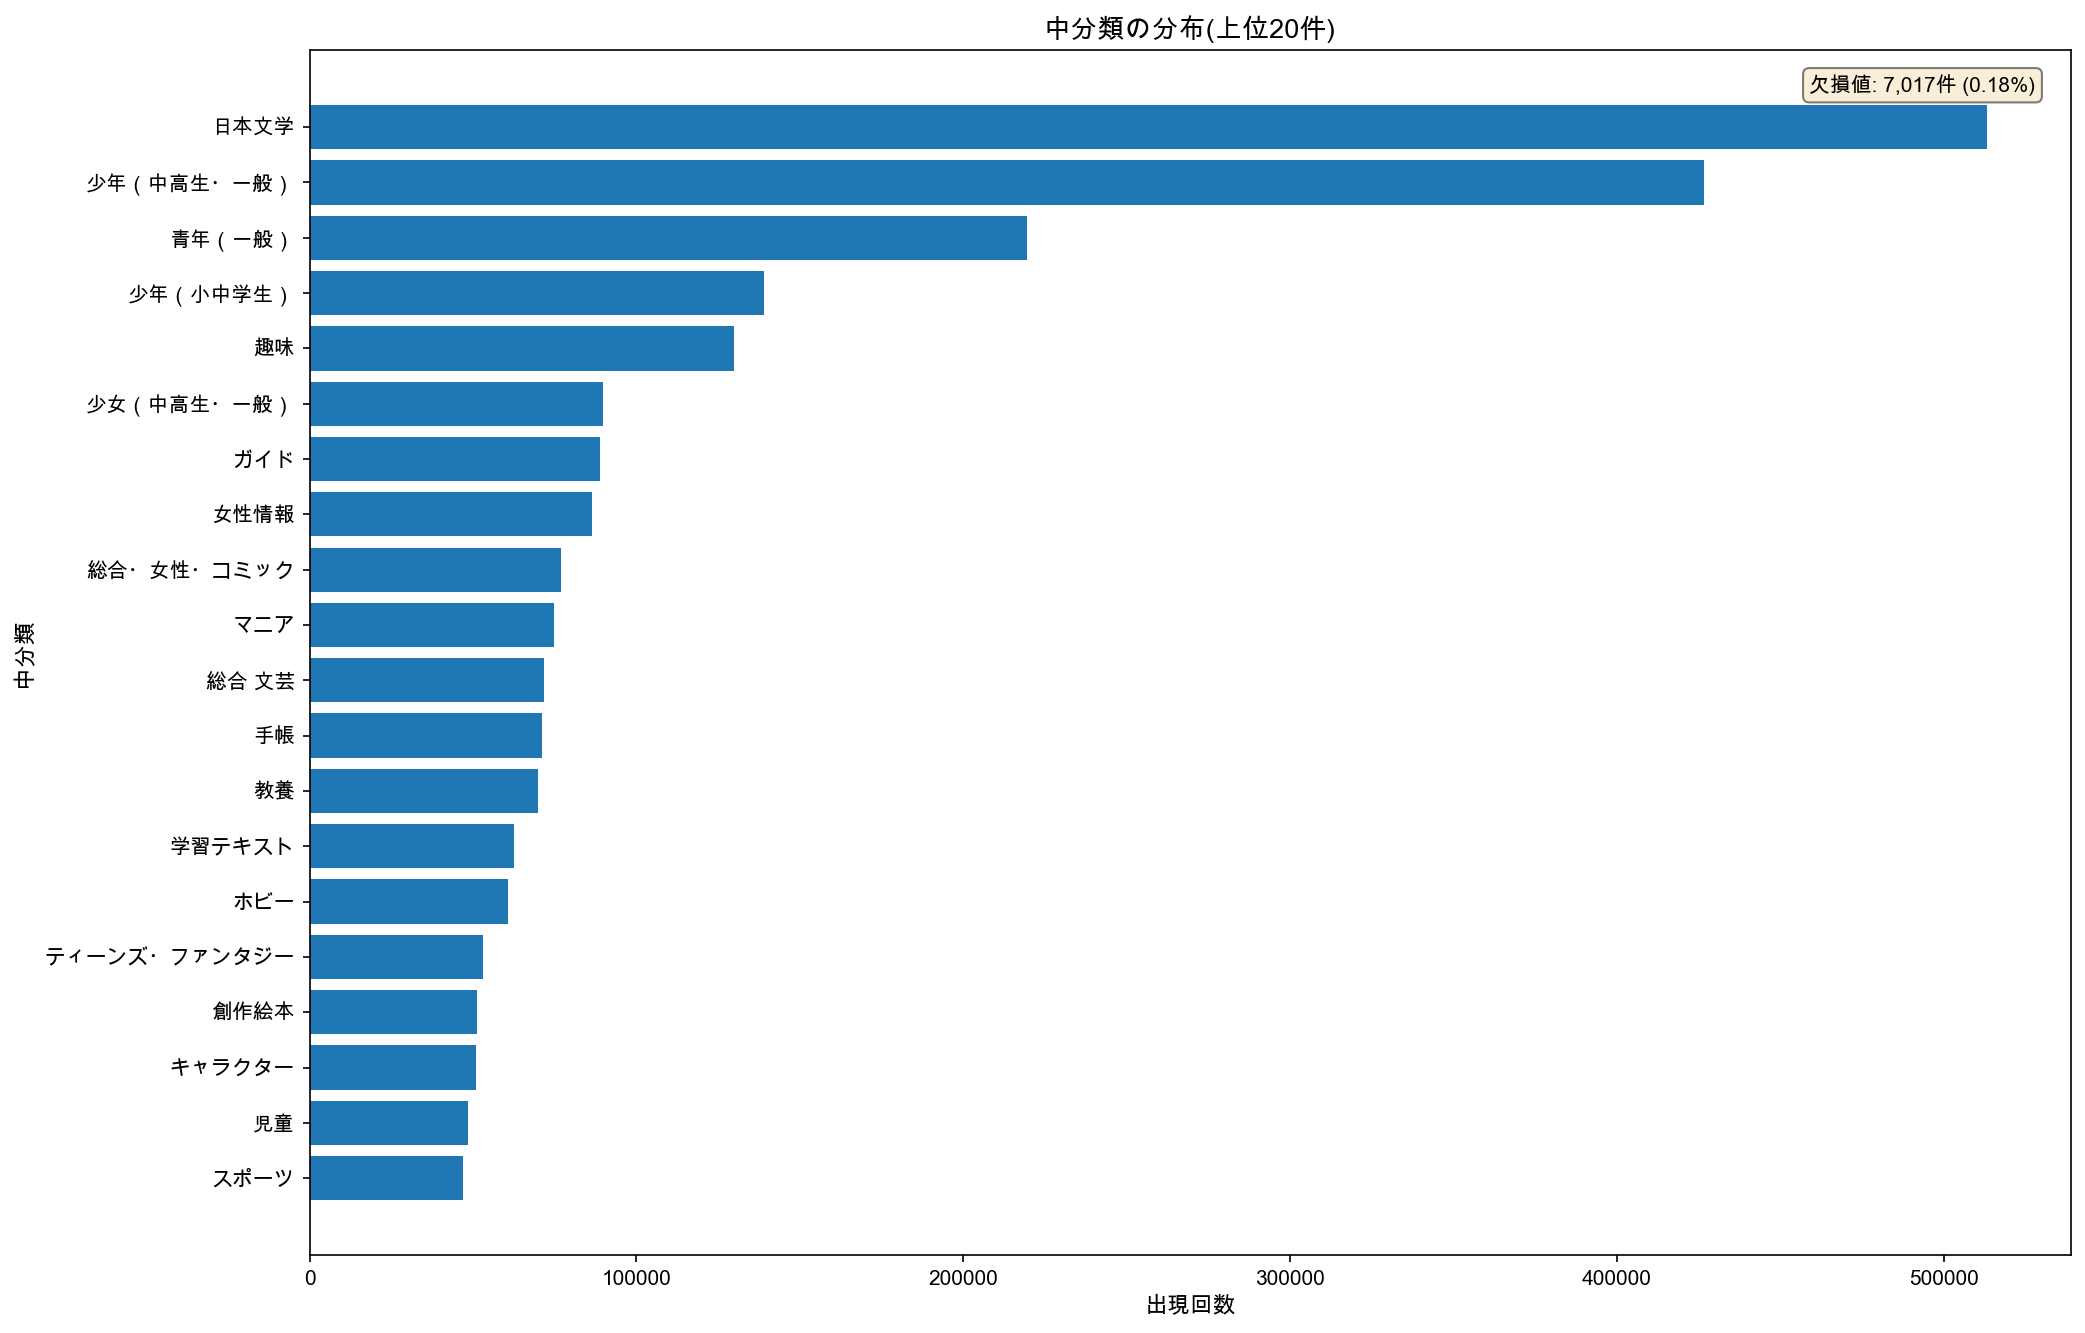 中分類の分布(上位20件)
欠損値: 7,017件 (0.18%)
中分類
日本文学
少年（中高生・一般）
青年（一般）
少年（小中学生）
趣味
少女（中高生・一般）
ガイド
女性情報
総合・女性・コミック
マニア
総合 文芸
手帳
教養
学習テキスト
ホビー
ティーンズ・ファンタジー
創作絵本
キャラクター
児童
スポーツ
0 100000 200000 300000 400000 500000
出現回数